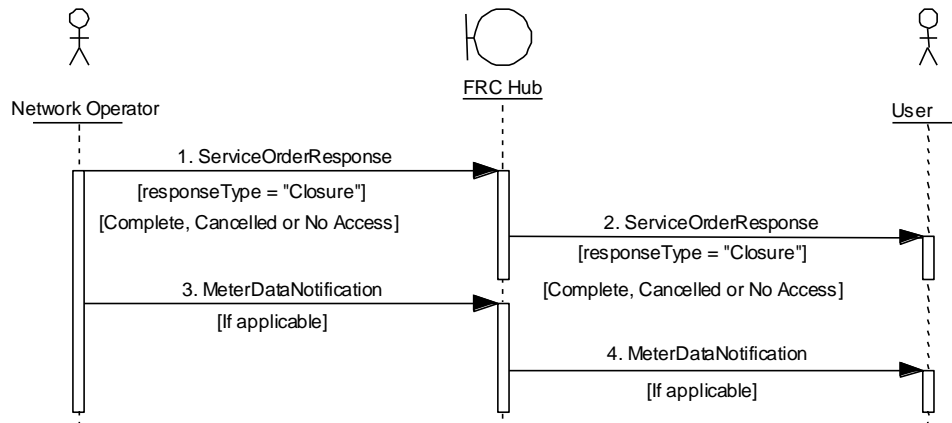 FRC Hub
Network Operator
User
1. ServiceOrderResponse
[responseType = "Closure"]
[Complete, Cancelled or No Access]
2. ServiceOrderResponse
[responseType = "Closure"]
3. MeterDataNotification
[Complete, Cancelled or No Access]
[If applicable]
4. MeterDataNotification
[If applicable]